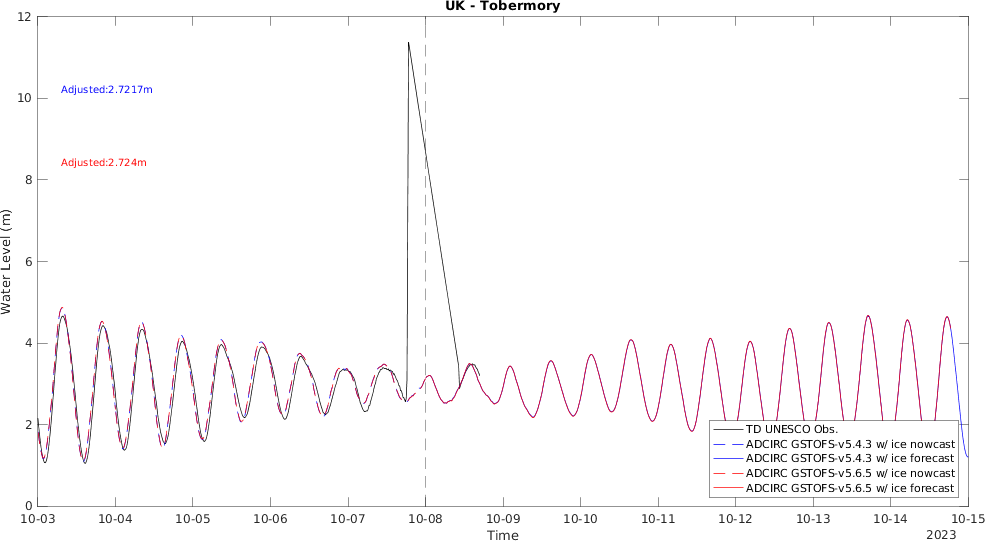 UK - Tobermory
12
10
8
6
4
2
0
Water Level (m)
Adjusted:2.7217m
Adjusted:2.724m
TD UNESCO Obs.
ADCIRC GSTOFS-v5.4.3 w/ ice nowcast
ADCIRC GSTOFS-v5.4.3 w/ ice forecast
ADCIRC GSTOFS-v5.6.5 w/ ice nowcast
ADCIRC GSTOFS-v5.6.5 w/ ice forecast
10-03 10-04 10-05 10-06 10-07 10-08 10-09 10-10 10-11 10-12 10-13 10-14 10-15
Time
2023